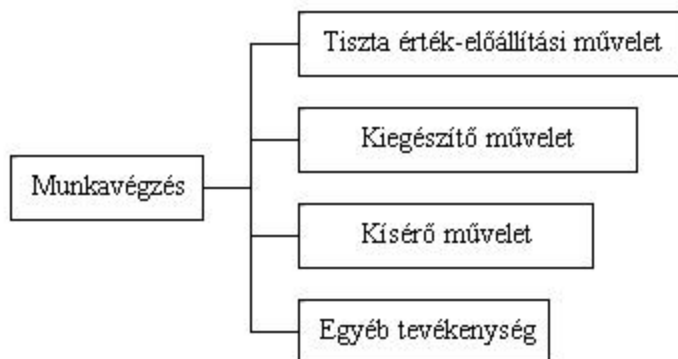 Tiszta érték-előállítási művelet
Kiegészítő művelet
Munkavégzés
Kísérő művelet
Egyéb tevékenység